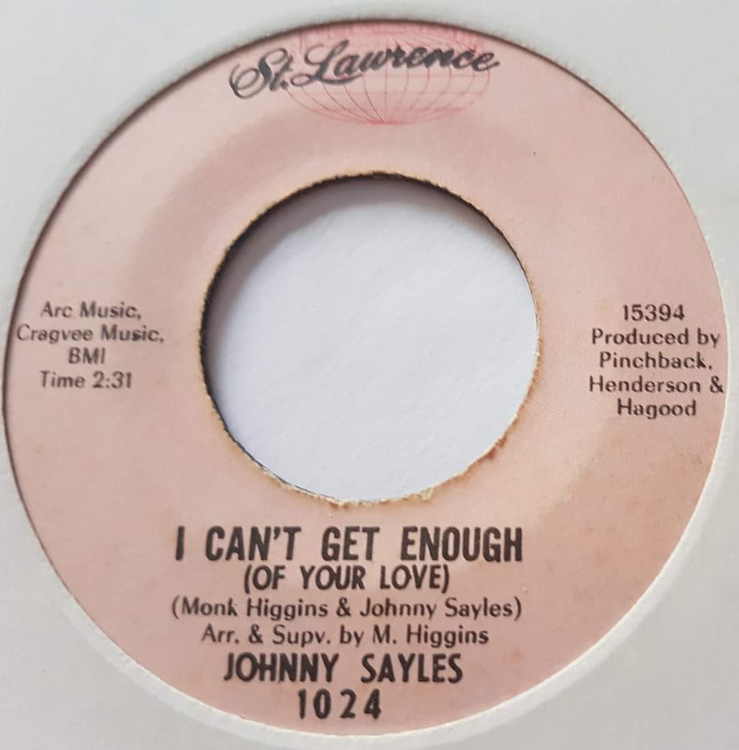 St. Lawrence
Arc Music,
Cragvee Music,
BMI
Time 2:31
15394
Produced by
Pinchback,
Henderson &
Hagood
I CAN'T GET ENOUGH
(OF YOUR LOVE)
(Monk Higgins & Johnny Sayles)
Arr. & Supv. by M. Higgins
JOHNNY SAYLES
1024